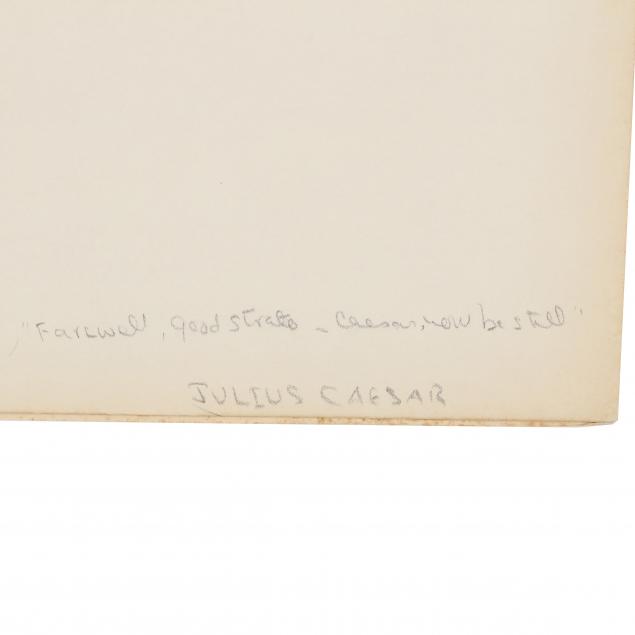 "Farewell, good Strato - Caesar, now be still"
JULIUS CAESAR